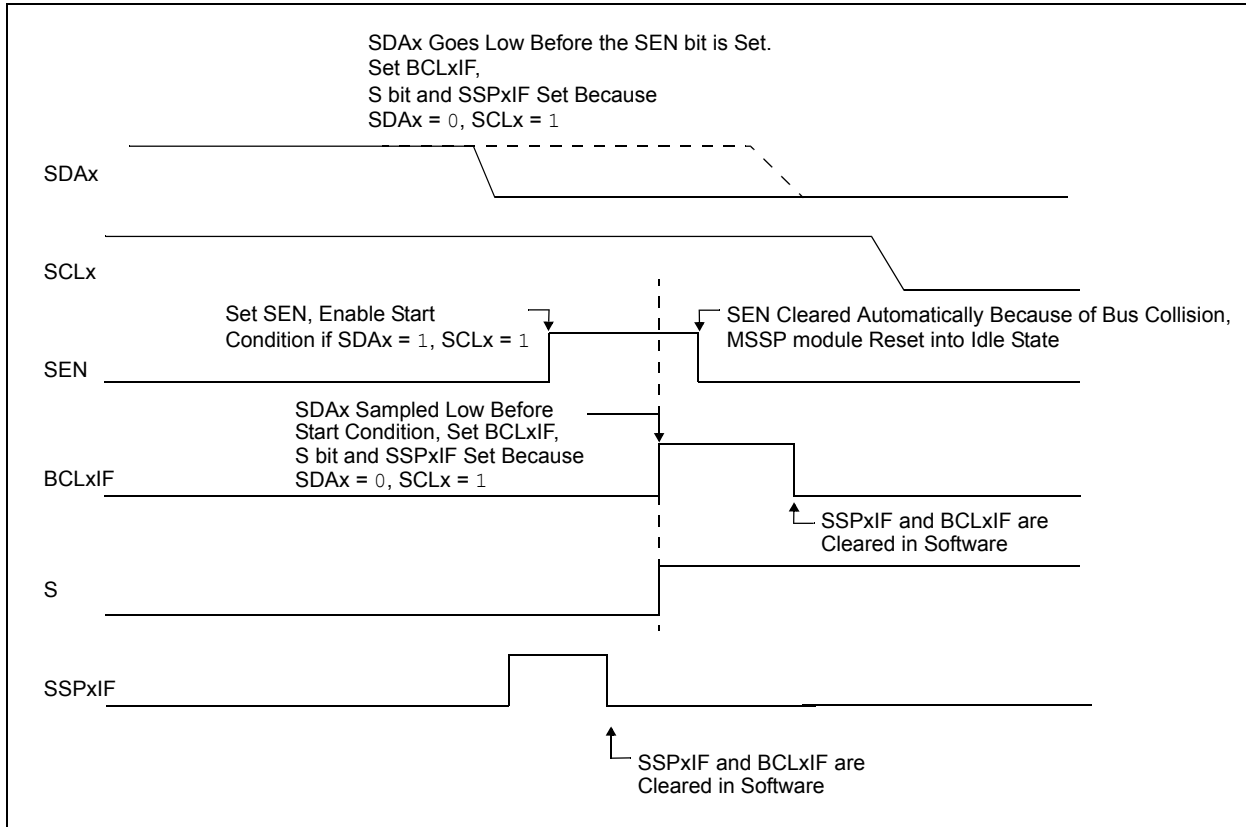 SDAx Goes Low Before the SEN bit is Set.
Set BCLxIF,
S bit and SSPxIF Set Because
SDAx = 0, SCLx = 1
SDAx
SCLx
Set SEN, Enable Start
Condition if SDAx = 1, SCLx = 1
SEN Cleared Automatically Because of Bus Collision,
MSSP module Reset into Idle State
SEN
SDAx Sampled Low Before
Start Condition, Set BCLxIF,
S bit and SSPxIF Set Because
SDAx = 0, SCLx = 1
BCLxIF
SSPxIF and BCLxIF are
Cleared in Software
S
SSPxIF
SSPxIF and BCLxIF are
Cleared in Software